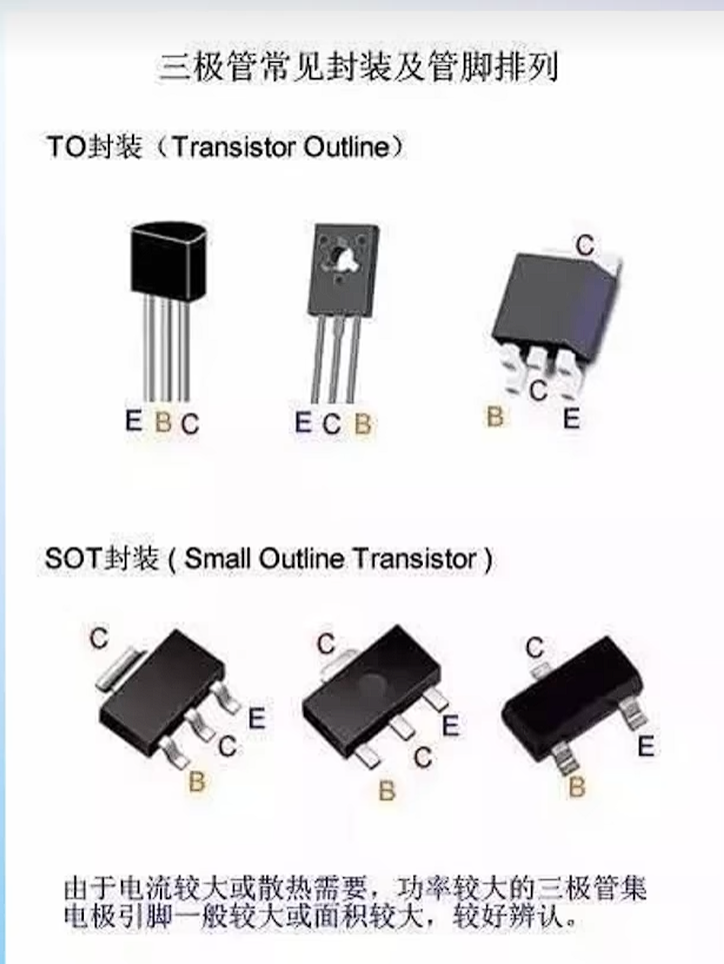 三极管常见封装及管脚排列
TO封装（Transistor Outline）
C
C
E B C
E C B
B
E
SOT封装 ( Small Outline Transistor )
C
E
C
B
C
E
C
B
C
E
B
由于电流较大或散热需要，功率较大的三极管集
电极引脚一般较大或面积较大，较好辨认。